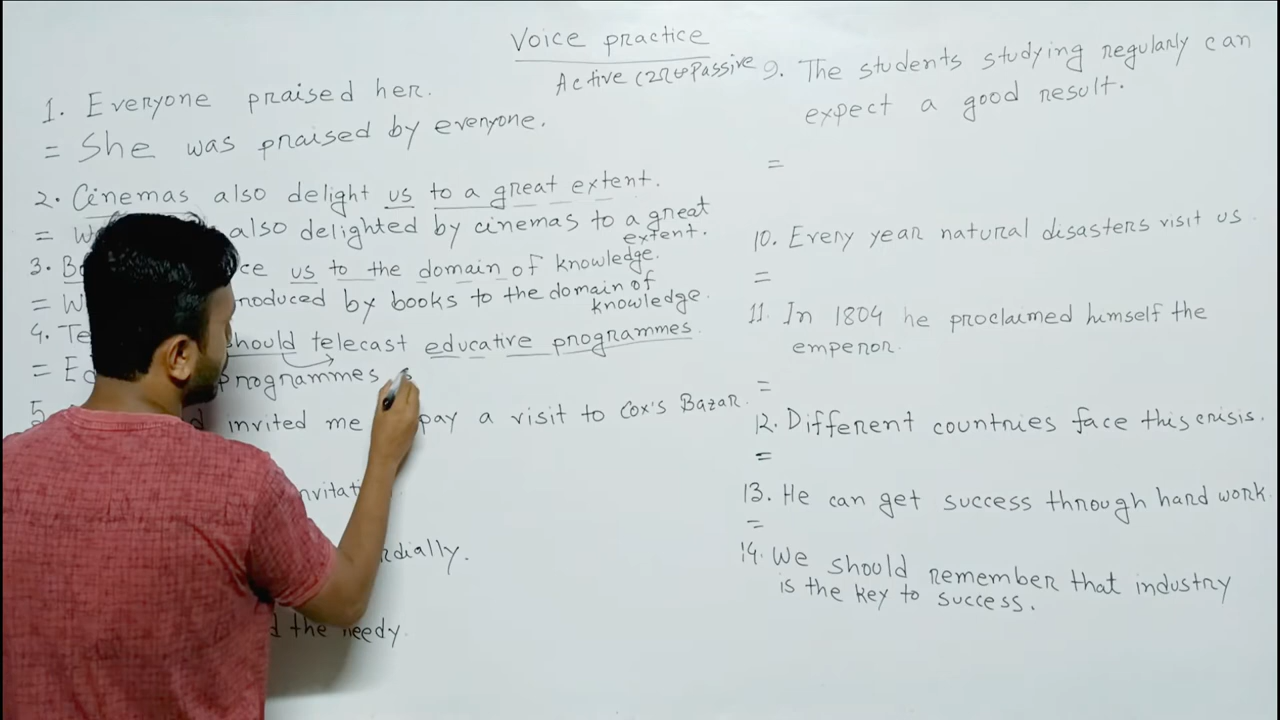 Voice practice
Active থেকে Passive
1. Everyone praised her.
= She was praised by everyone.
2. Cinemas also delight us to a great extent.
= also delighted by cinemas to a great
extent.
3. us to the domain of knowledge.
= by books to the domain of
knowledge.
4. should telecast educative programmes.
= programmes
5. invited me pay a visit to Cox's Bazar.
the needy.
9. The students studying regularly can
expect a good result.
=
10. Every year natural disasters visit us.
=
11. In 1804 he proclaimed himself the
emperor.
=
12. Different countries face this crisis.
=
13. He can get success through hard work.
=
14. We should remember that industry
is the key to success.